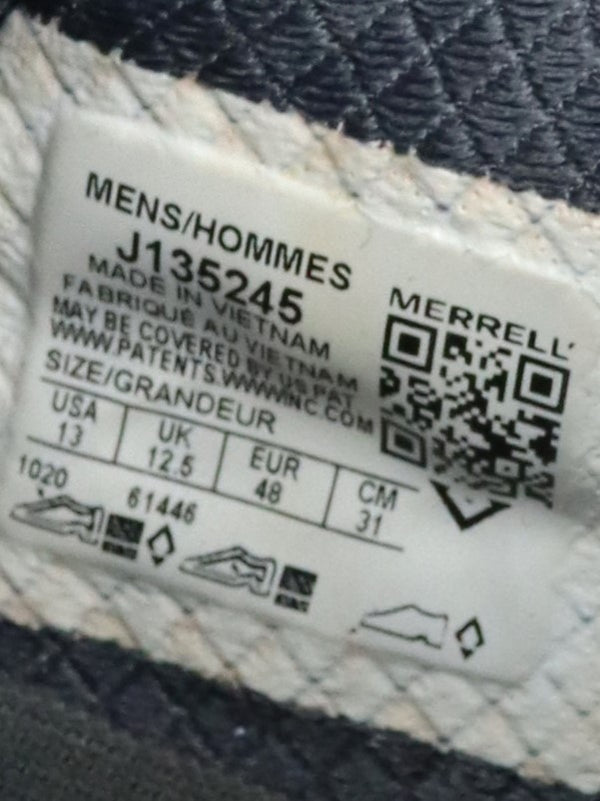 MENS/HOMMES
J135245
MADE IN VIETNAM
FABRIQUÉ AU VIETNAM
MAY BE COVERED BY US PAT
WWW.PATENTS.WWWINC.COM
MERRELL
SIZE/GRANDEUR
USA UK EUR CM
13 12.5 48 31
1020 61446